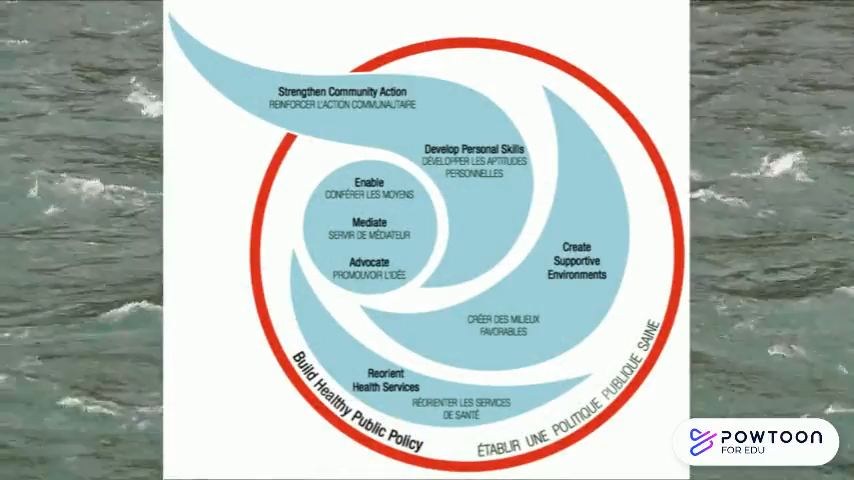 Strengthen Community Action
REINFORCER L'ACTION COMMUNAUTAIRE
Develop Personal Skills
DÉVELOPPER LES APTITUDES
PERSONNELLES
Enable
CONFÉRER LES MOYENS
Mediate
SERVIR DE MÉDIATEUR
Advocate
PROMOUVOIR L'IDÉE
Create
Supportive
Environments
CRÉER DES MILIEUX
FAVORABLES
Reorient
Health Services
RÉORIENTER LES SERVICES
DE SANTÉ
Build Healthy Public Policy
ÉTABLIR UNE POLITIQUE PUBLIQUE SAINE
POWTOON
FOR EDU